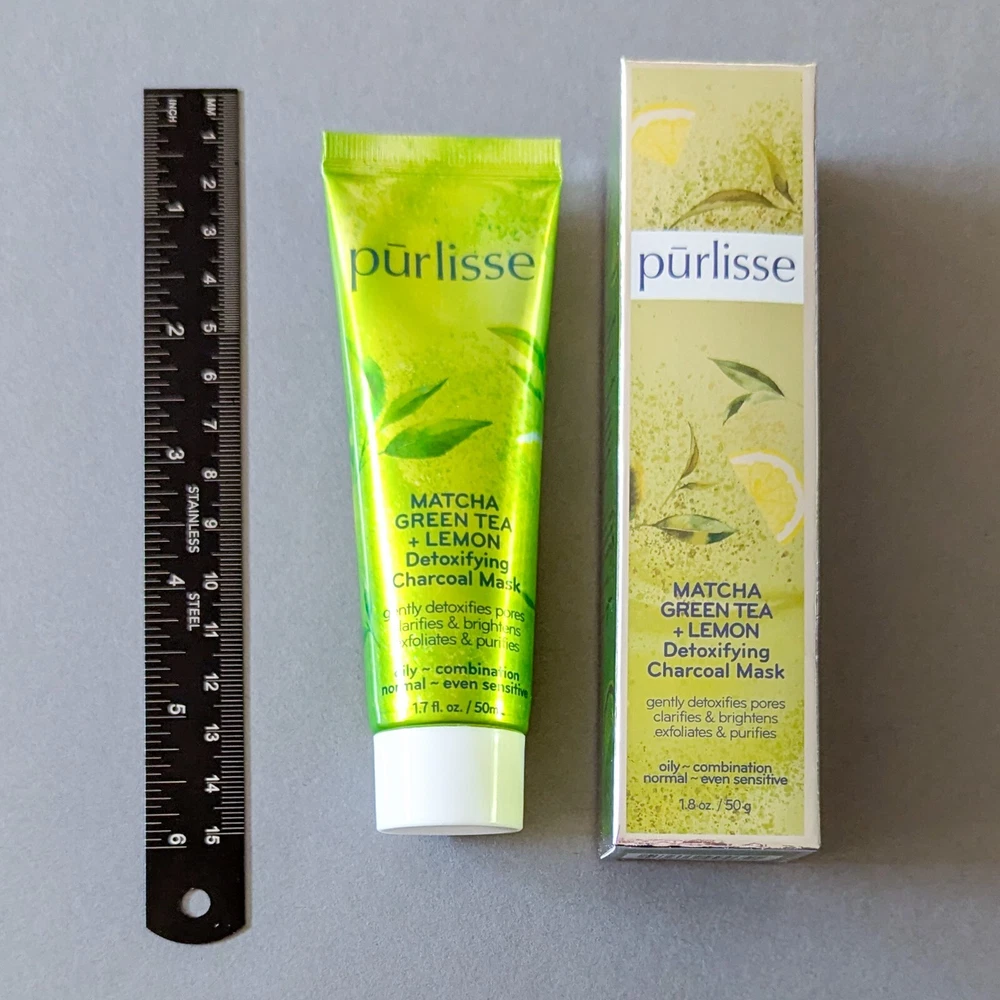 INCH
MM
1
2
3
4
5
6
7
8
9
10
11
12
13
14
15
1
2
3
4
5
6
STAINLESS
STEEL
pūrlisse
MATCHA
GREEN TEA
+ LEMON
Detoxifying
Charcoal Mask
gently detoxifies pores
clarifies & brightens
exfoliates & purifies
oily ~ combination
normal ~ even sensitive
1.7 fl. oz. / 50mL
pūrlisse
MATCHA
GREEN TEA
+ LEMON
Detoxifying
Charcoal Mask
gently detoxifies pores
clarifies & brightens
exfoliates & purifies
oily ~ combination
normal ~ even sensitive
1.8 oz. / 50 g